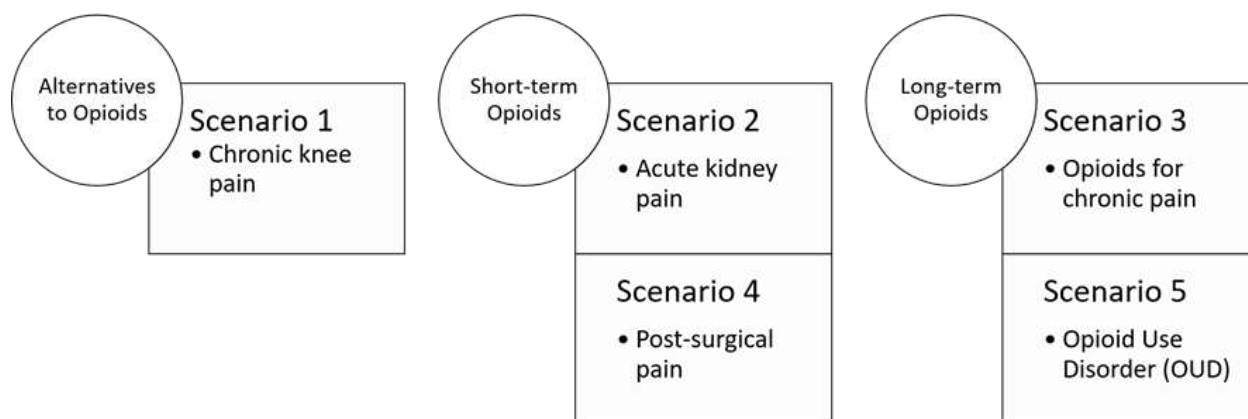 Alternatives
to Opioids
Scenario 1
• Chronic knee
pain
Short-term
Opioids
Scenario 2
• Acute kidney
pain
Scenario 4
• Post-surgical
pain
Long-term
Opioids
Scenario 3
• Opioids for
chronic pain
Scenario 5
• Opioid Use
Disorder (OUD)